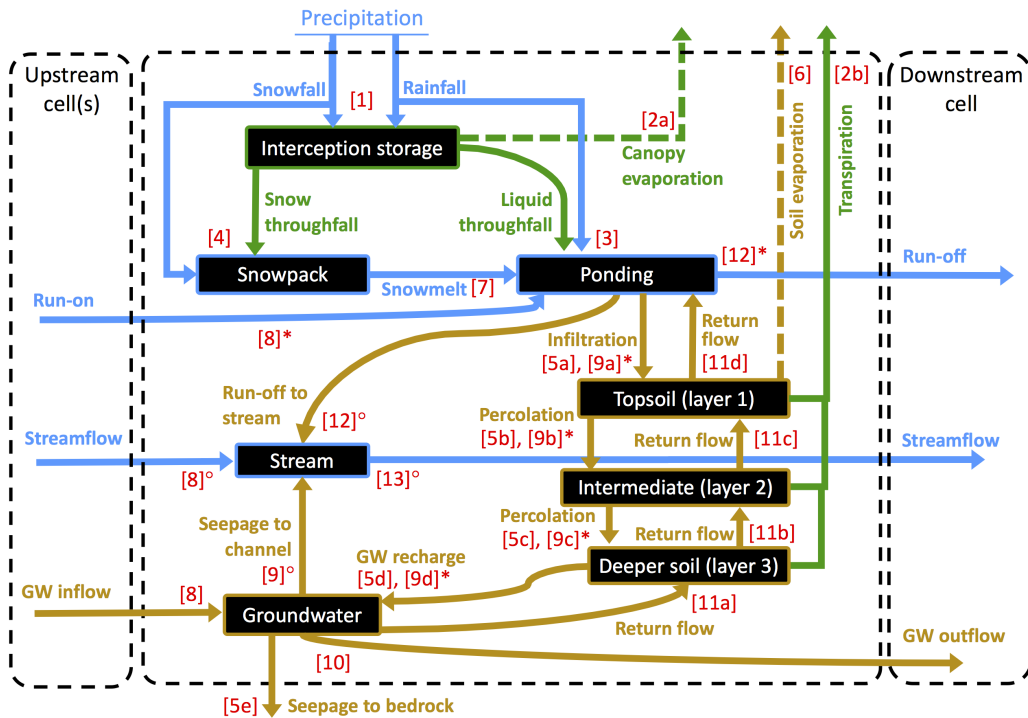 Precipitation
Upstream
cell(s)
Snowfall
[1]
Rainfall
[6]
[2b]
Downstream
cell
[2a]
Interception storage
Canopy
evaporation
Soil evaporation
Transpiration
Snow
throughfall
Liquid
throughfall
[4]
[3]
[12]*
Snowpack
Ponding
Run-off
Snowmelt
[7]
Run-on
[8]*
Infiltration
[5a], [9a]*
Return
flow
[11d]
Run-off to
stream
[12]°
Topsoil (layer 1)
Percolation
[5b], [9b]*
Return flow
[11c]
Streamflow
Streamflow
[8]°
Stream
[13]°
Intermediate (layer 2)
Percolation
[5c], [9c]*
Return flow
[11b]
Seepage to
channel
[9]°
GW recharge
[5d], [9d]*
Deeper soil (layer 3)
GW inflow
[8]
Groundwater
[11a]
Return flow
GW outflow
[10]
[5e]
Seepage to bedrock